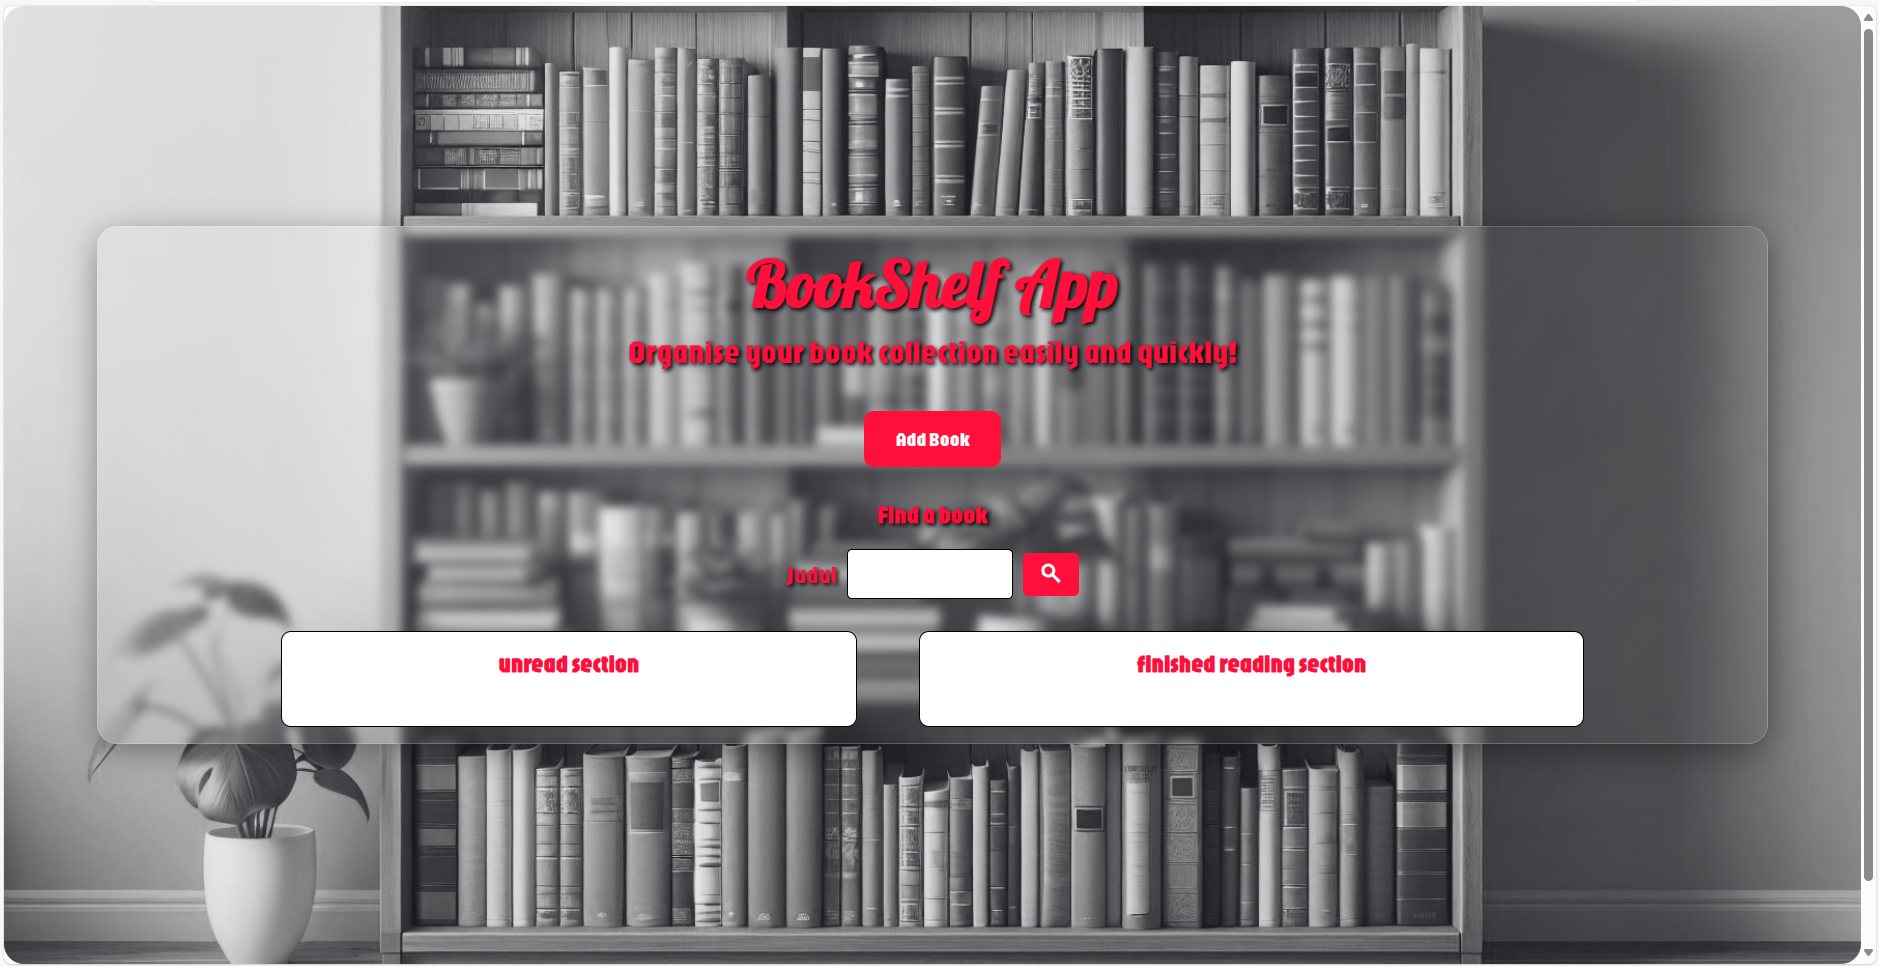 BookShelf App
Organise your book collection easily and quickly!
Add Book
Find a book
Judul
unread section
finished reading section